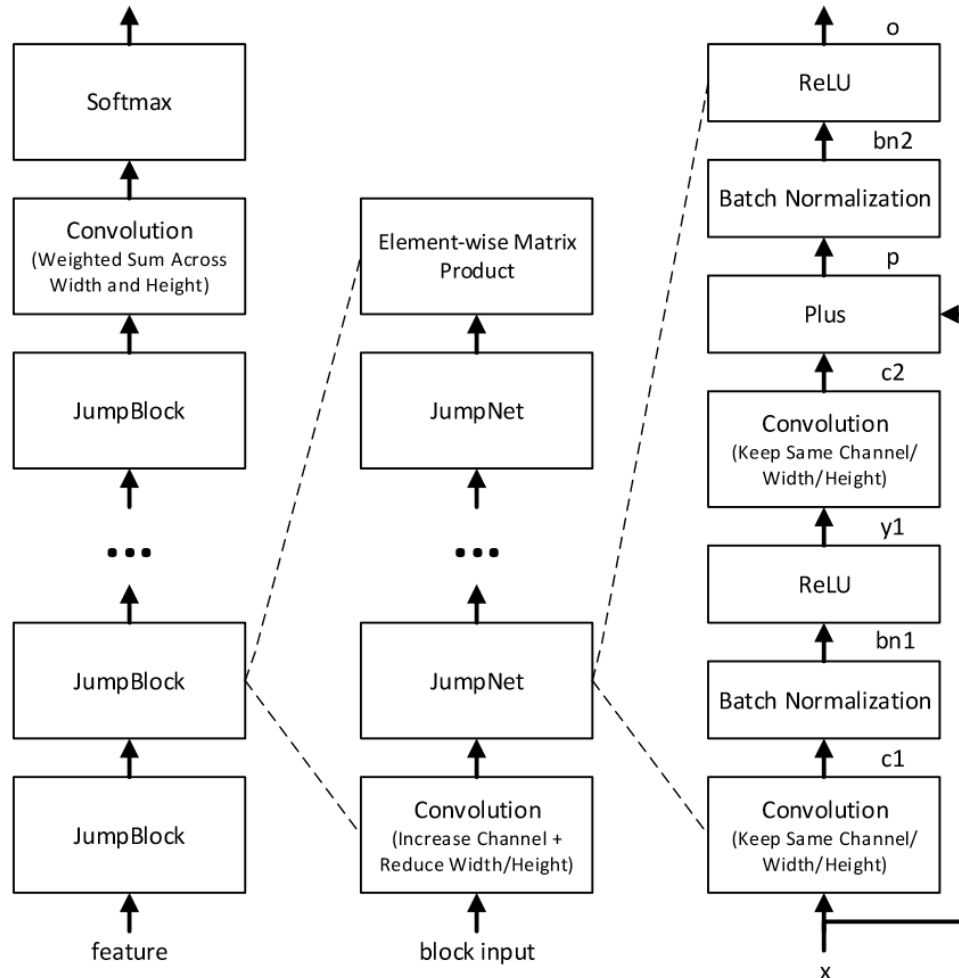 Softmax
Convolution
(Weighted Sum Across
Width and Height)
JumpBlock
...
JumpBlock
JumpBlock
feature
Element-wise Matrix
Product
JumpNet
...
JumpNet
Convolution
(Increase Channel +
Reduce Width/Height)
block input
o
ReLU
bn2
Batch Normalization
p
Plus
c2
Convolution
(Keep Same Channel/
Width/Height)
y1
ReLU
bn1
Batch Normalization
c1
Convolution
(Keep Same Channel/
Width/Height)
x